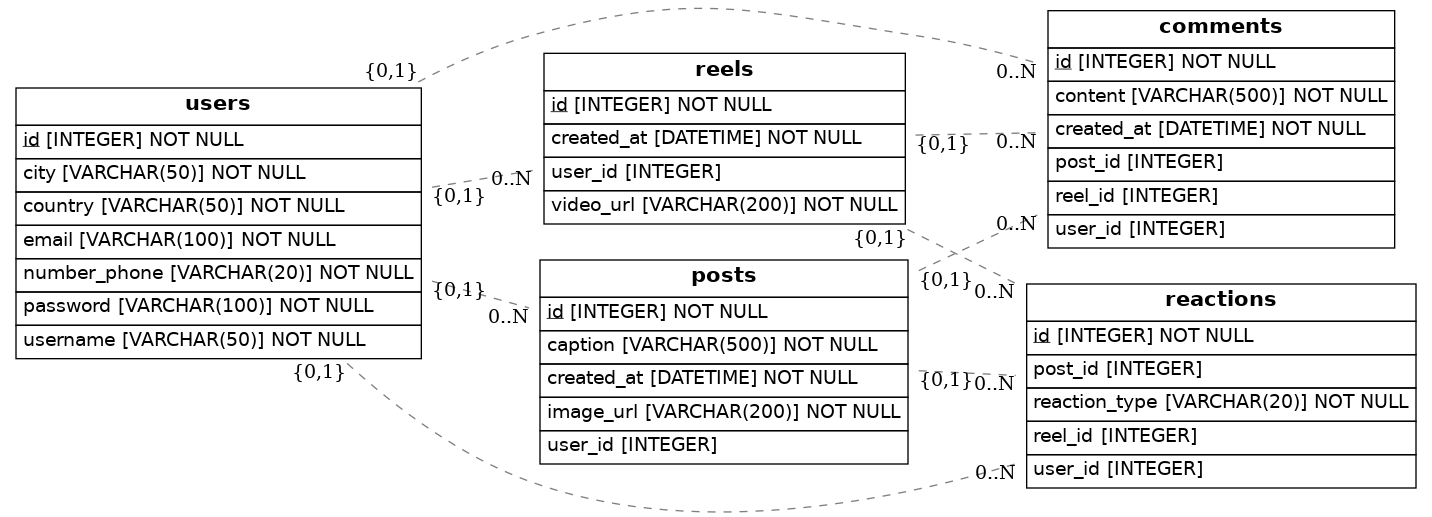 users
id [INTEGER] NOT NULL
city [VARCHAR(50)] NOT NULL
country [VARCHAR(50)] NOT NULL
email [VARCHAR(100)] NOT NULL
number_phone [VARCHAR(20)] NOT NULL
password [VARCHAR(100)] NOT NULL
username [VARCHAR(50)] NOT NULL
{0,1}
{0,1}
{0,1}
{0,1}
0..N
0..N
reels
id [INTEGER] NOT NULL
created_at [DATETIME] NOT NULL
user_id [INTEGER]
video_url [VARCHAR(200)] NOT NULL
posts
id [INTEGER] NOT NULL
caption [VARCHAR(500)] NOT NULL
created_at [DATETIME] NOT NULL
image_url [VARCHAR(200)] NOT NULL
user_id [INTEGER]
{0,1}
{0,1}
{0,1}
{0,1}
0..N
0..N
0..N
0..N
0..N
0..N
comments
id [INTEGER] NOT NULL
content [VARCHAR(500)] NOT NULL
created_at [DATETIME] NOT NULL
post_id [INTEGER]
reel_id [INTEGER]
user_id [INTEGER]
reactions
id [INTEGER] NOT NULL
post_id [INTEGER]
reaction_type [VARCHAR(20)] NOT NULL
reel_id [INTEGER]
user_id [INTEGER]